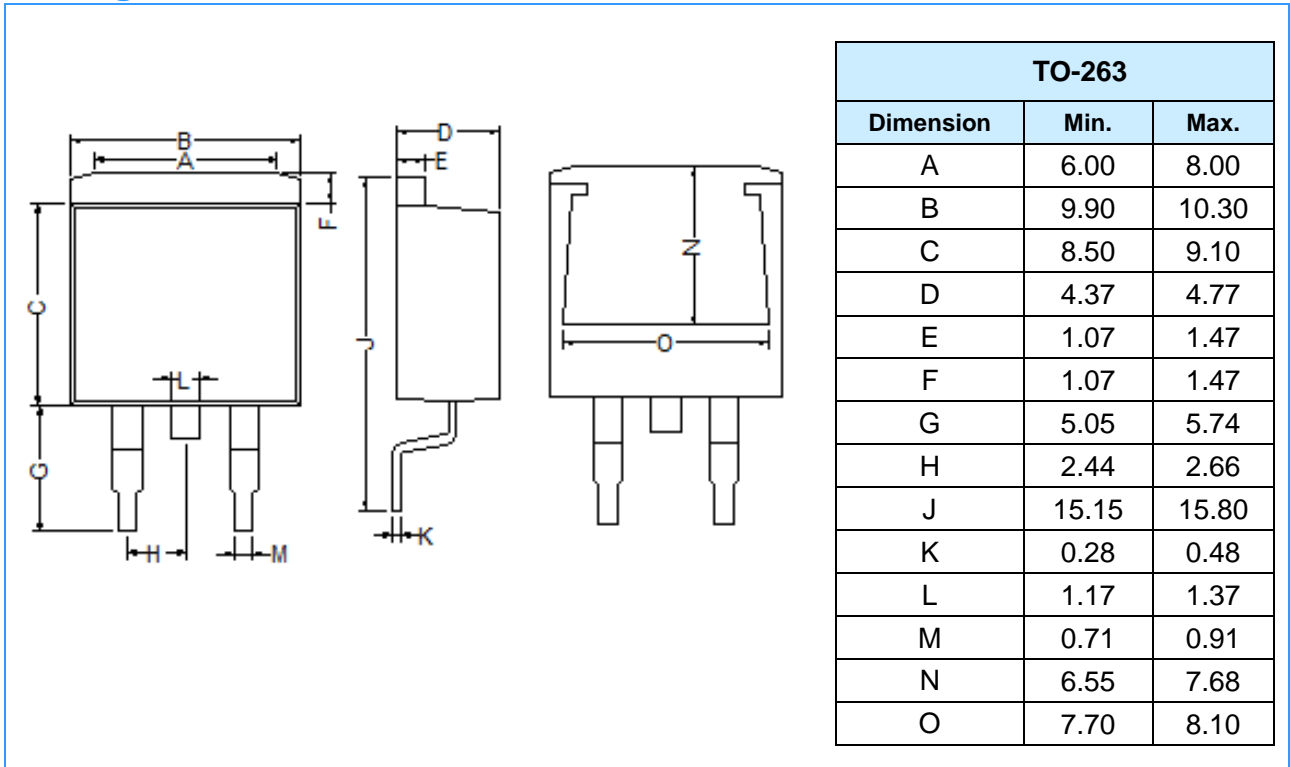 B
A
F
C
L
G
H
M
D
E
J
K
N
O
TO-263
Dimension Min. Max.
A 6.00 8.00
B 9.90 10.30
C 8.50 9.10
D 4.37 4.77
E 1.07 1.47
F 1.07 1.47
G 5.05 5.74
H 2.44 2.66
J 15.15 15.80
K 0.28 0.48
L 1.17 1.37
M 0.71 0.91
N 6.55 7.68
O 7.70 8.10